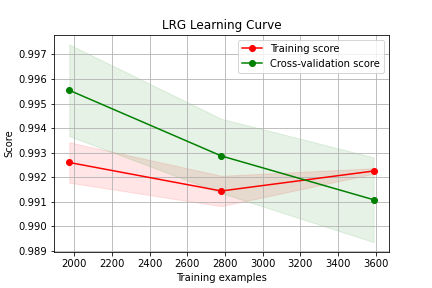 LRG Learning Curve
Training score
Cross-validation score
0.997
0.996
0.995
0.994
0.993
0.992
0.991
0.990
0.989
Score
2000 2200 2400 2600 2800 3000 3200 3400 3600
Training examples